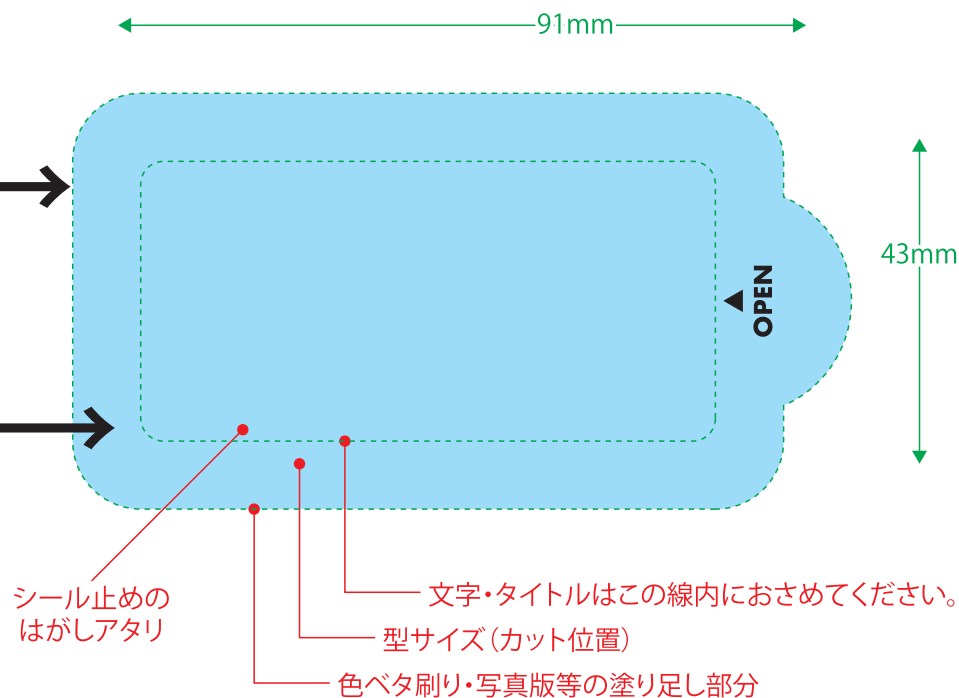 91mm
43mm
OPEN
シール止めの
はがしアタリ
文字・タイトルはこの線内におさめてください。
型サイズ（カット位置）
色ベタ刷り・写真版等の塗り足し部分